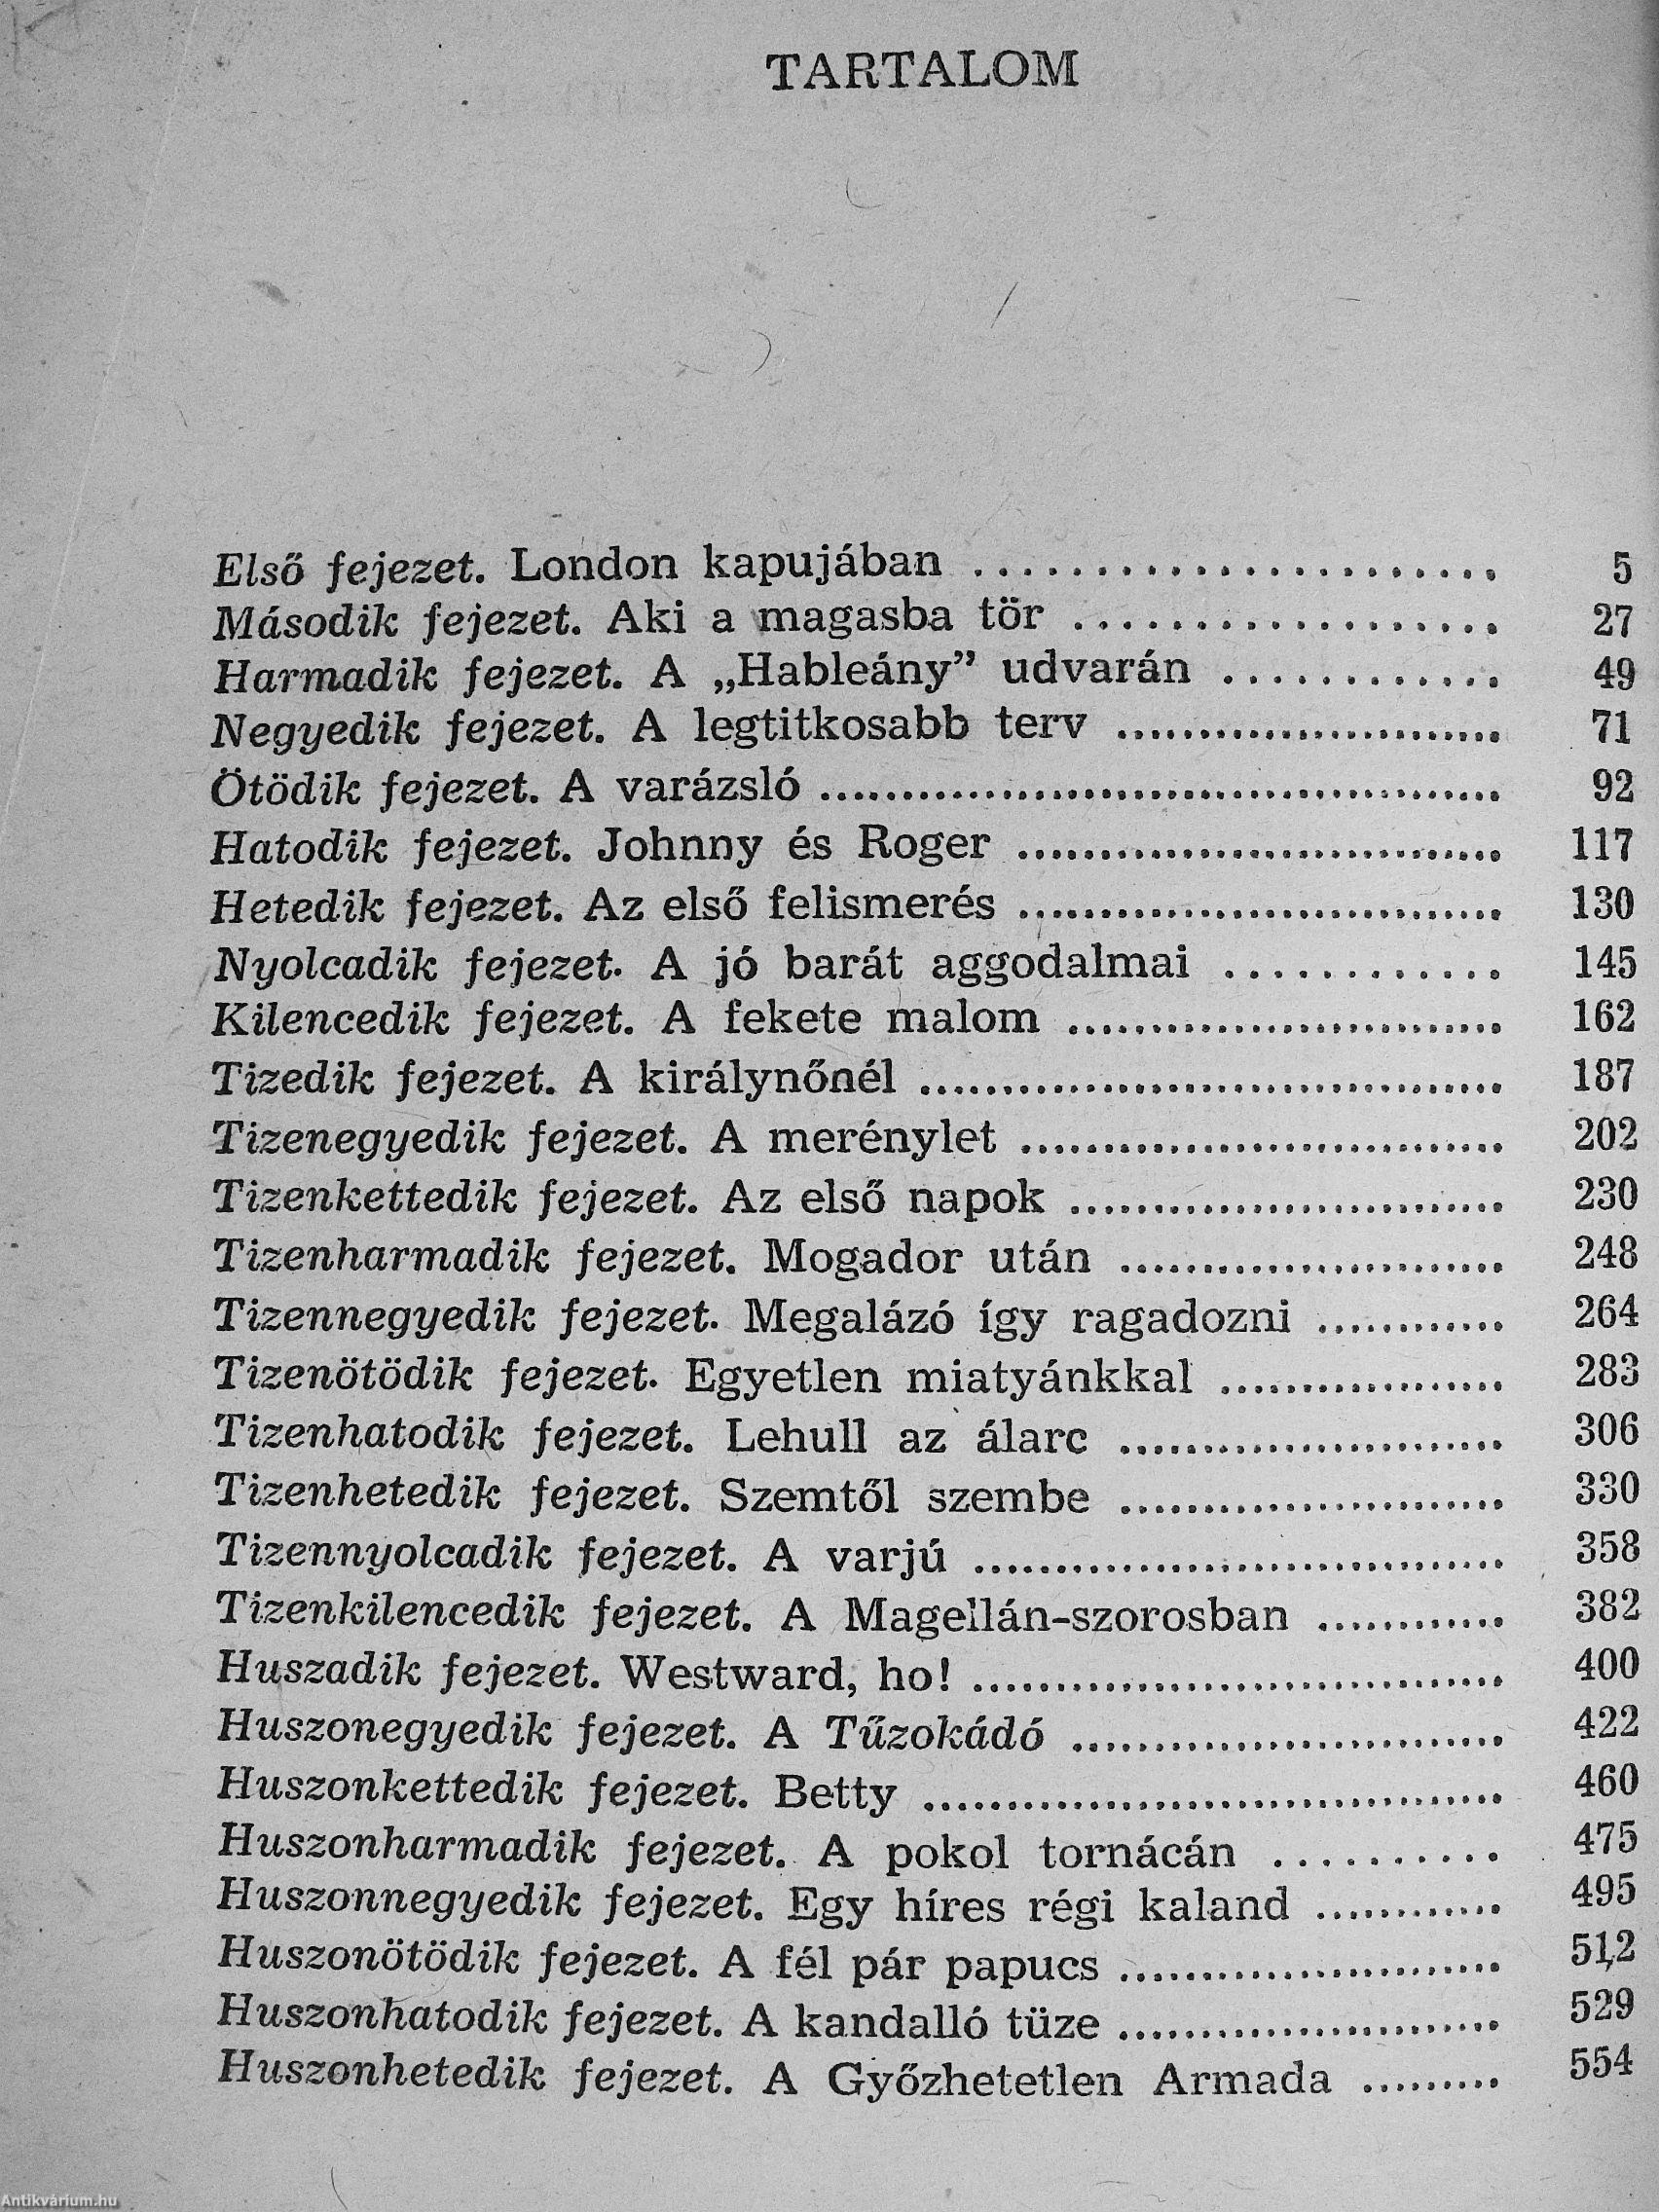 TARTALOM
Első fejezet. London kapujában ........................ 5
Második fejezet. Aki a magasba tör .................. 27
Harmadik fejezet. A „Hableány” udvarán ............ 49
Negyedik fejezet. A legtitkosabb terv ........................... 71
Ötödik fejezet. A varázsló ................................................ 92
Hatodik fejezet. Johnny és Roger .................................. 117
Hetedik fejezet. Az első felismerés .................................. 130
Nyolcadik fejezet. A jó barát aggodalmai ............ 145
Kilencedik fejezet. A fekete malom .............................. 162
Tizedik fejezet. A királynőnél ........................................ 187
Tizenegyedik fejezet. A merénylet .................................. 202
Tizenkettedik fejezet. Az első napok .............................. 230
Tizenharmadik fejezet. Mogador után .......................... 248
Tizennegyedik fejezet. Megalázó így ragadozni ............. 264
Tizenötödik fejezet. Egyetlen miatyánkkal .................... 283
Tizenhatodik fejezet. Lehull az álarc ........................... 306
Tizenhetedik fejezet. Szemtől szembe ........................... 330
Tizennyolcadik fejezet. A varjú ..................................... 358
Tizenkilencedik fejezet. A Magellán-szorosban ............. 382
Huszadik fejezet. Westward, ho! ..................................... 400
Huszonegyedik fejezet. A Tűzokádó .............................. 422
Huszonkettedik fejezet. Betty ........................................ 460
Huszonharmadik fejezet. A pokol tornácán .......... 475
Huszonnegyedik fejezet. Egy híres régi kaland ............. 495
Huszonötödik fejezet. A fél pár papucs .......................... 512
Huszonhatodik fejezet. A kandalló tüze .......................... 529
Huszonhetedik fejezet. A Győzhetetlen Armada .......... 554
Antikvárium.hu